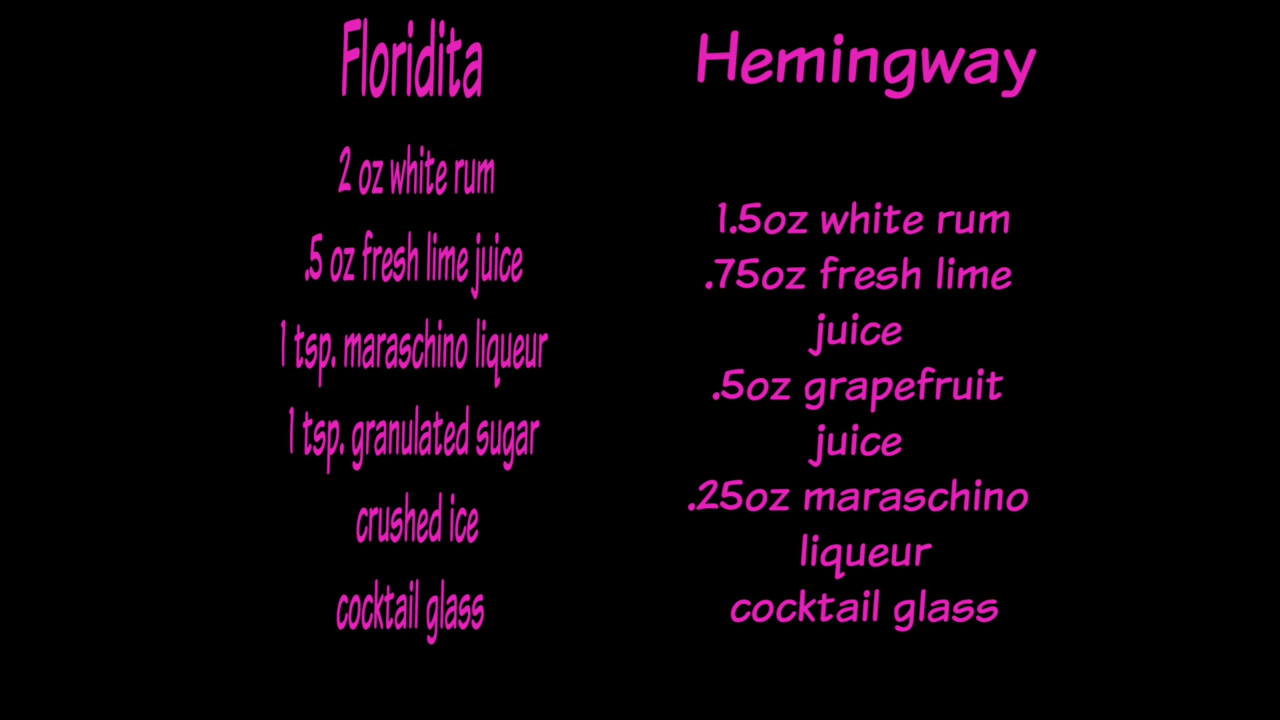 Floridita
2 oz white rum
.5 oz fresh lime juice
1 tsp. maraschino liqueur
1 tsp. granulated sugar
crushed ice
cocktail glass
Hemingway
1.5oz white rum
.75oz fresh lime
juice
.5oz grapefruit
juice
.25oz maraschino
liqueur
cocktail glass